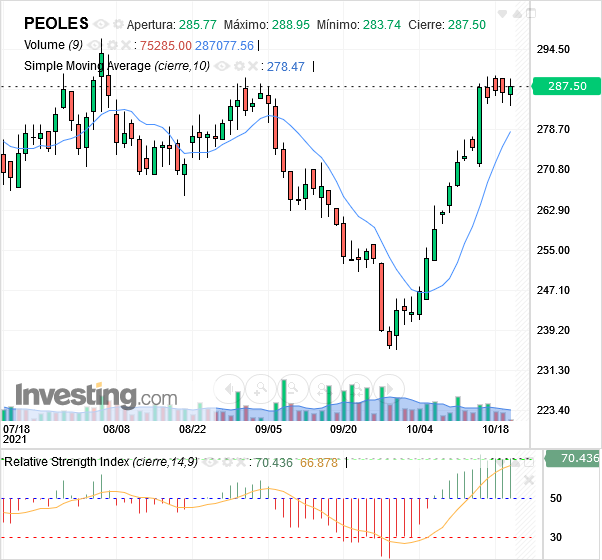 PEOLES Apertura: 285.77 Máximo: 288.95 Mínimo: 283.74 Cierre: 287.50
Volume (9) : 75285.00 287077.56
Simple Moving Average (cierre,10) : 278.47
294.50
287.50
278.70
270.80
262.90
255.00
247.10
239.20
231.30
223.40
Investing.com
07/18 08/08 08/22 09/05 09/20 10/04 10/18
2021
Relative Strength Index (cierre,14,9) : 70.436 66.878
70.436
50
30